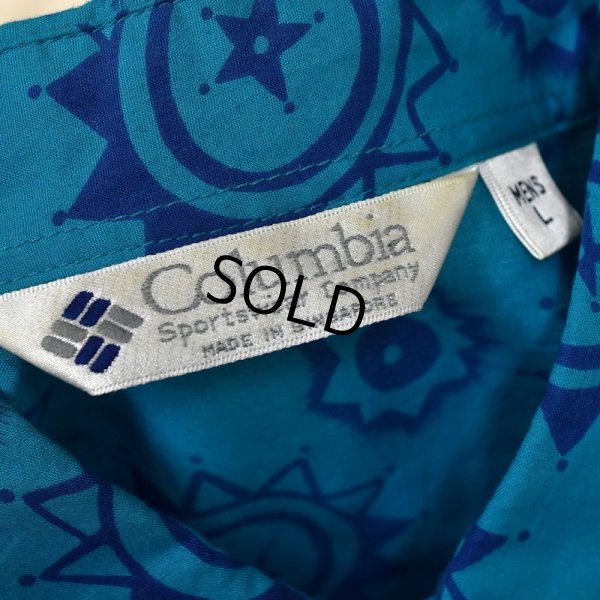 Columbia
Sportswear Company
MADE IN SINGAPORE
MENS
L
SOLD